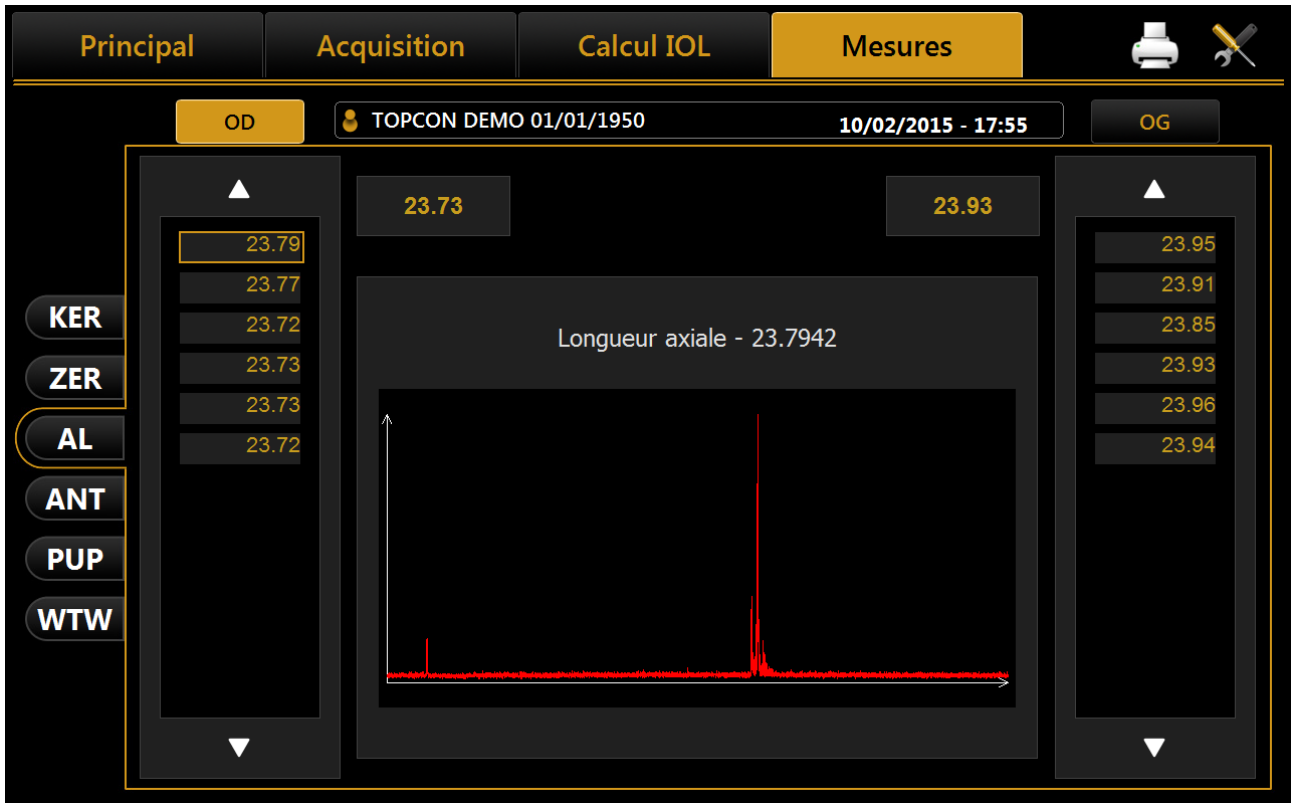 Principal
Acquisition
Calcul IOL
Mesures
OD
TOPCON DEMO 01/01/1950
10/02/2015 - 17:55
OG
23.73
23.93
23.79
23.77
23.72
23.73
23.73
23.72
KER
ZER
AL
ANT
PUP
WTW
Longueur axiale - 23.7942
23.95
23.91
23.85
23.93
23.96
23.94